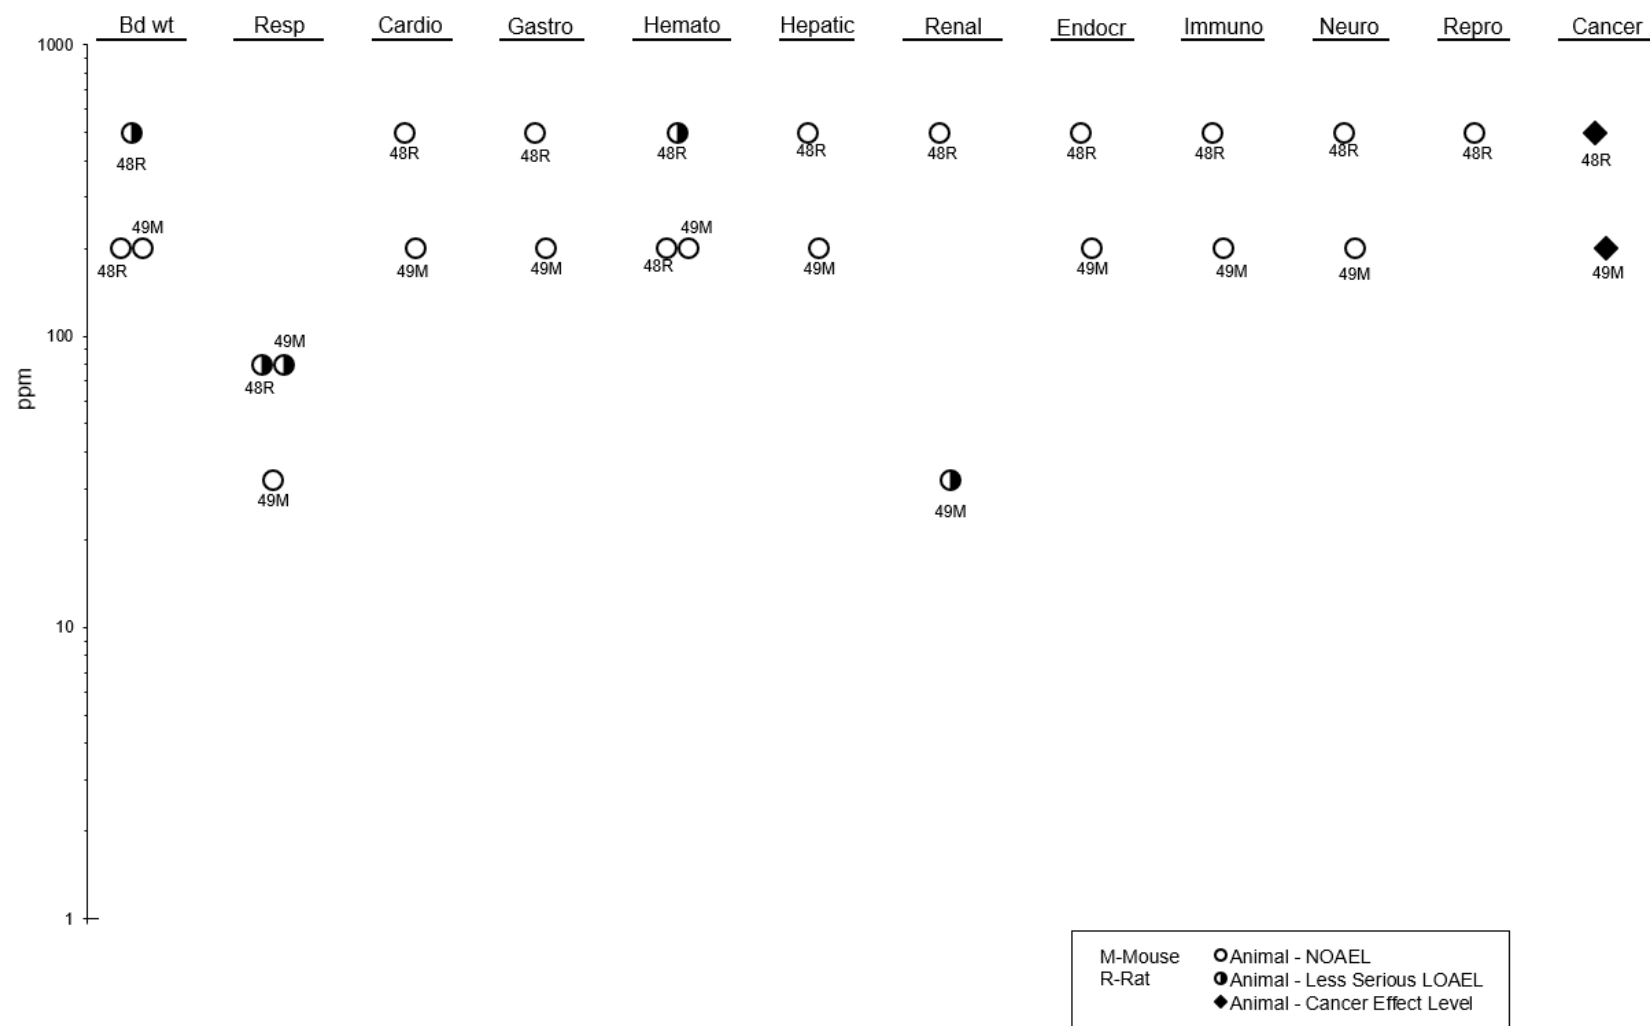 Bd wt Resp Cardio Gastro Hemato Hepatic Renal Endocr Immuno Neuro Repro Cancer
1000
48R 48R 48R 48R 48R 48R 48R 48R 48R 48R 48R
49M 49M
48R 49M 49M 48R 49M 49M 49M 49M 49M
100
49M
ppm
48R
49M 49M
10
1
M-Mouse Animal - NOAEL
R-Rat Animal - Less Serious LOAEL
Animal - Cancer Effect Level